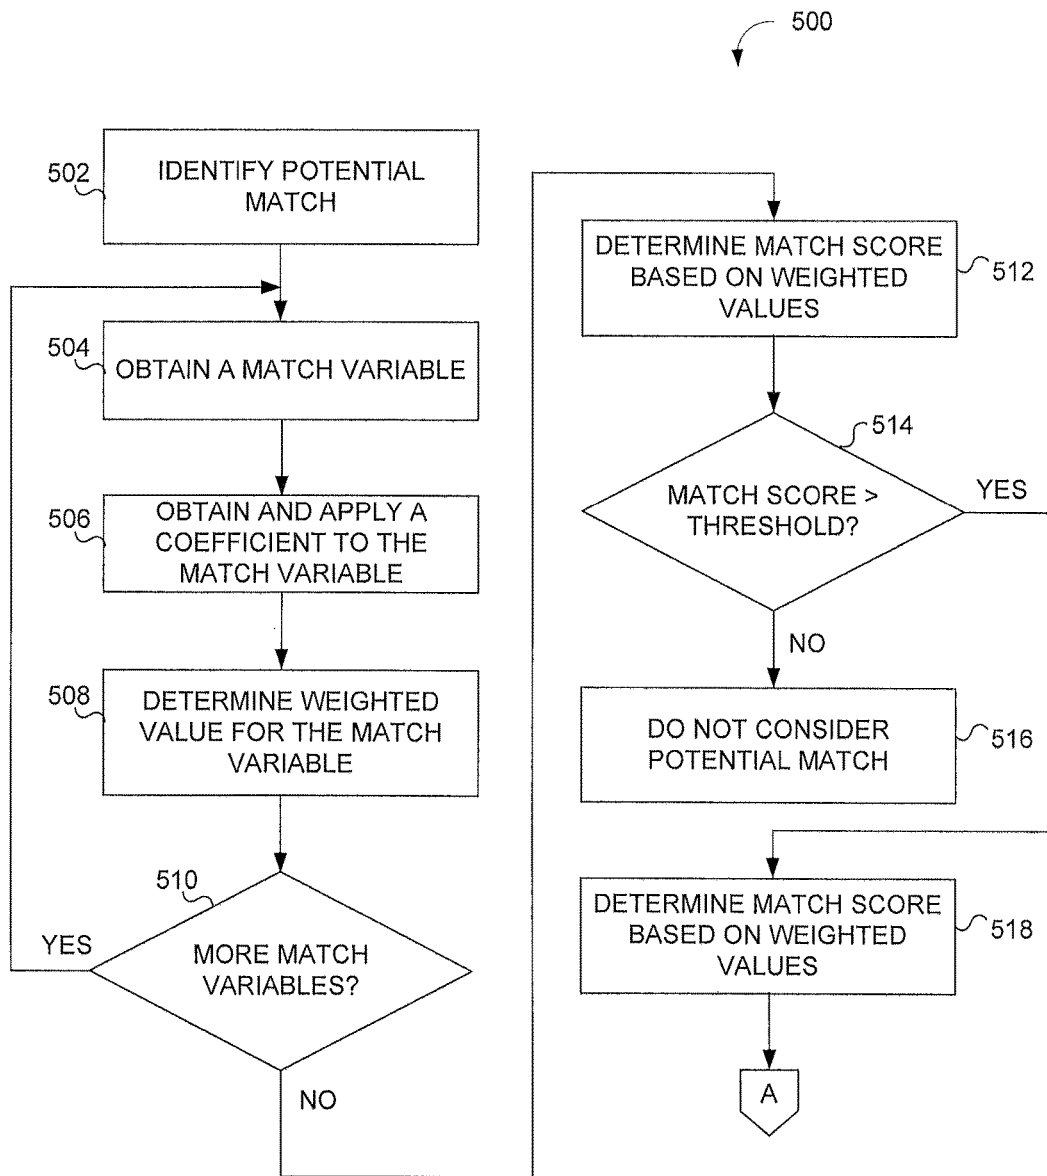 500
502
IDENTIFY POTENTIAL
MATCH
504
OBTAIN A MATCH VARIABLE
506
OBTAIN AND APPLY A
COEFFICIENT TO THE
MATCH VARIABLE
508
DETERMINE WEIGHTED
VALUE FOR THE MATCH
VARIABLE
510
YES
MORE MATCH
VARIABLES?
NO
DETERMINE MATCH SCORE
BASED ON WEIGHTED
VALUES
512
514
MATCH SCORE >
THRESHOLD?
YES
NO
DO NOT CONSIDER
POTENTIAL MATCH
516
DETERMINE MATCH SCORE
BASED ON WEIGHTED
VALUES
518
A